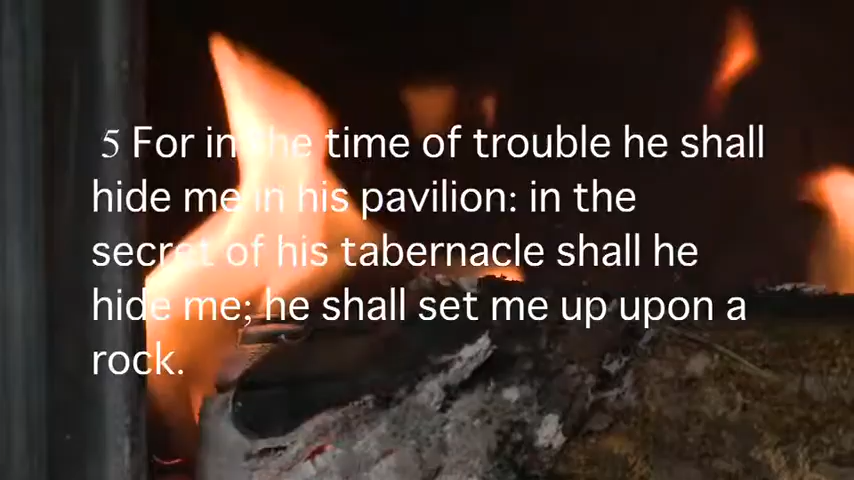 5 For in the time of trouble he shall
hide me in his pavilion: in the
secret of his tabernacle shall he
hide me; he shall set me up upon a
rock.